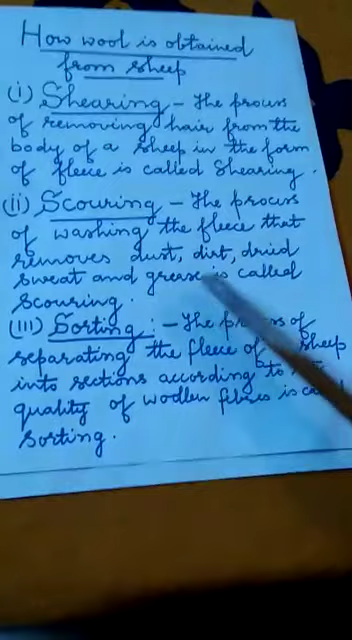 How wool is obtained
from sheep
(i) Shearing – The process
of removing hair from the
body of a sheep in the form
of fleece is called Shearing.
(ii) Scouring – The process
of washing the fleece that
removes dust, dirt, dried
sweat and grease is called
Scouring.
(III) Sorting : – The process of
separating the fleece of sheep
into sections according to
quality of woollen fibres is
Sorting.